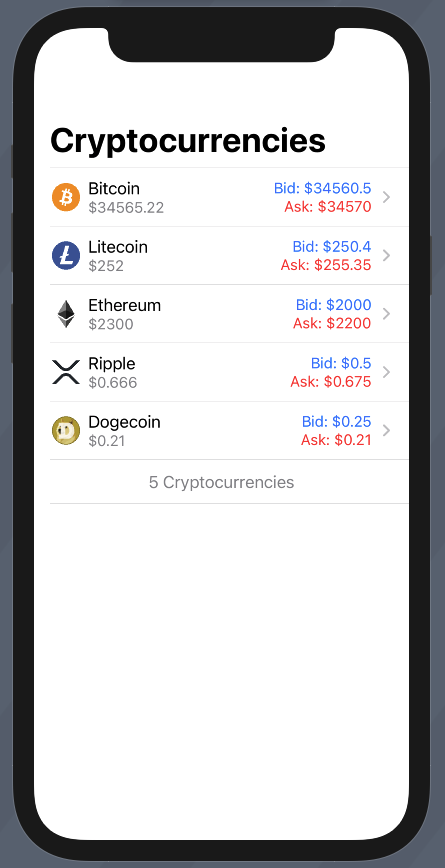 Cryptocurrencies
Bitcoin
$34565.22
Bid: $34560.5
Ask: $34570
Litecoin
$252
Bid: $250.4
Ask: $255.35
Ethereum
$2300
Bid: $2000
Ask: $2200
Ripple
$0.666
Bid: $0.5
Ask: $0.675
Dogecoin
$0.21
Bid: $0.25
Ask: $0.21
5 Cryptocurrencies